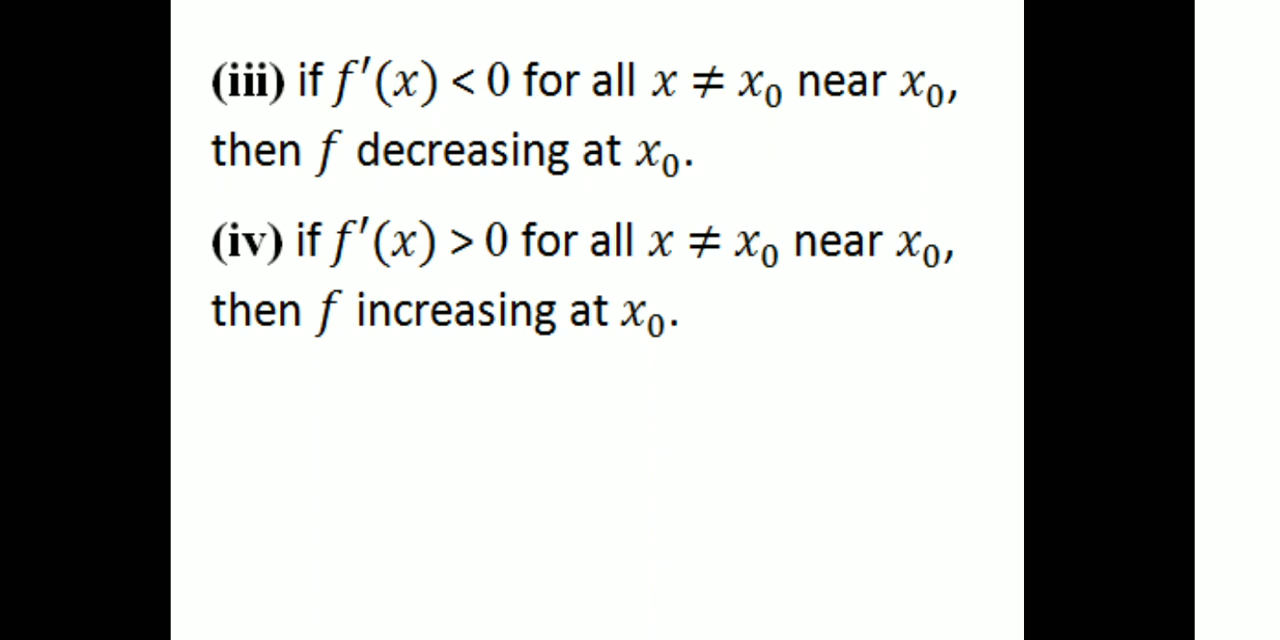 (iii) if f′(x) < 0 for all x ≠ x₀ near x₀,
then f decreasing at x₀.
(iv) if f′(x) > 0 for all x ≠ x₀ near x₀,
then f increasing at x₀.